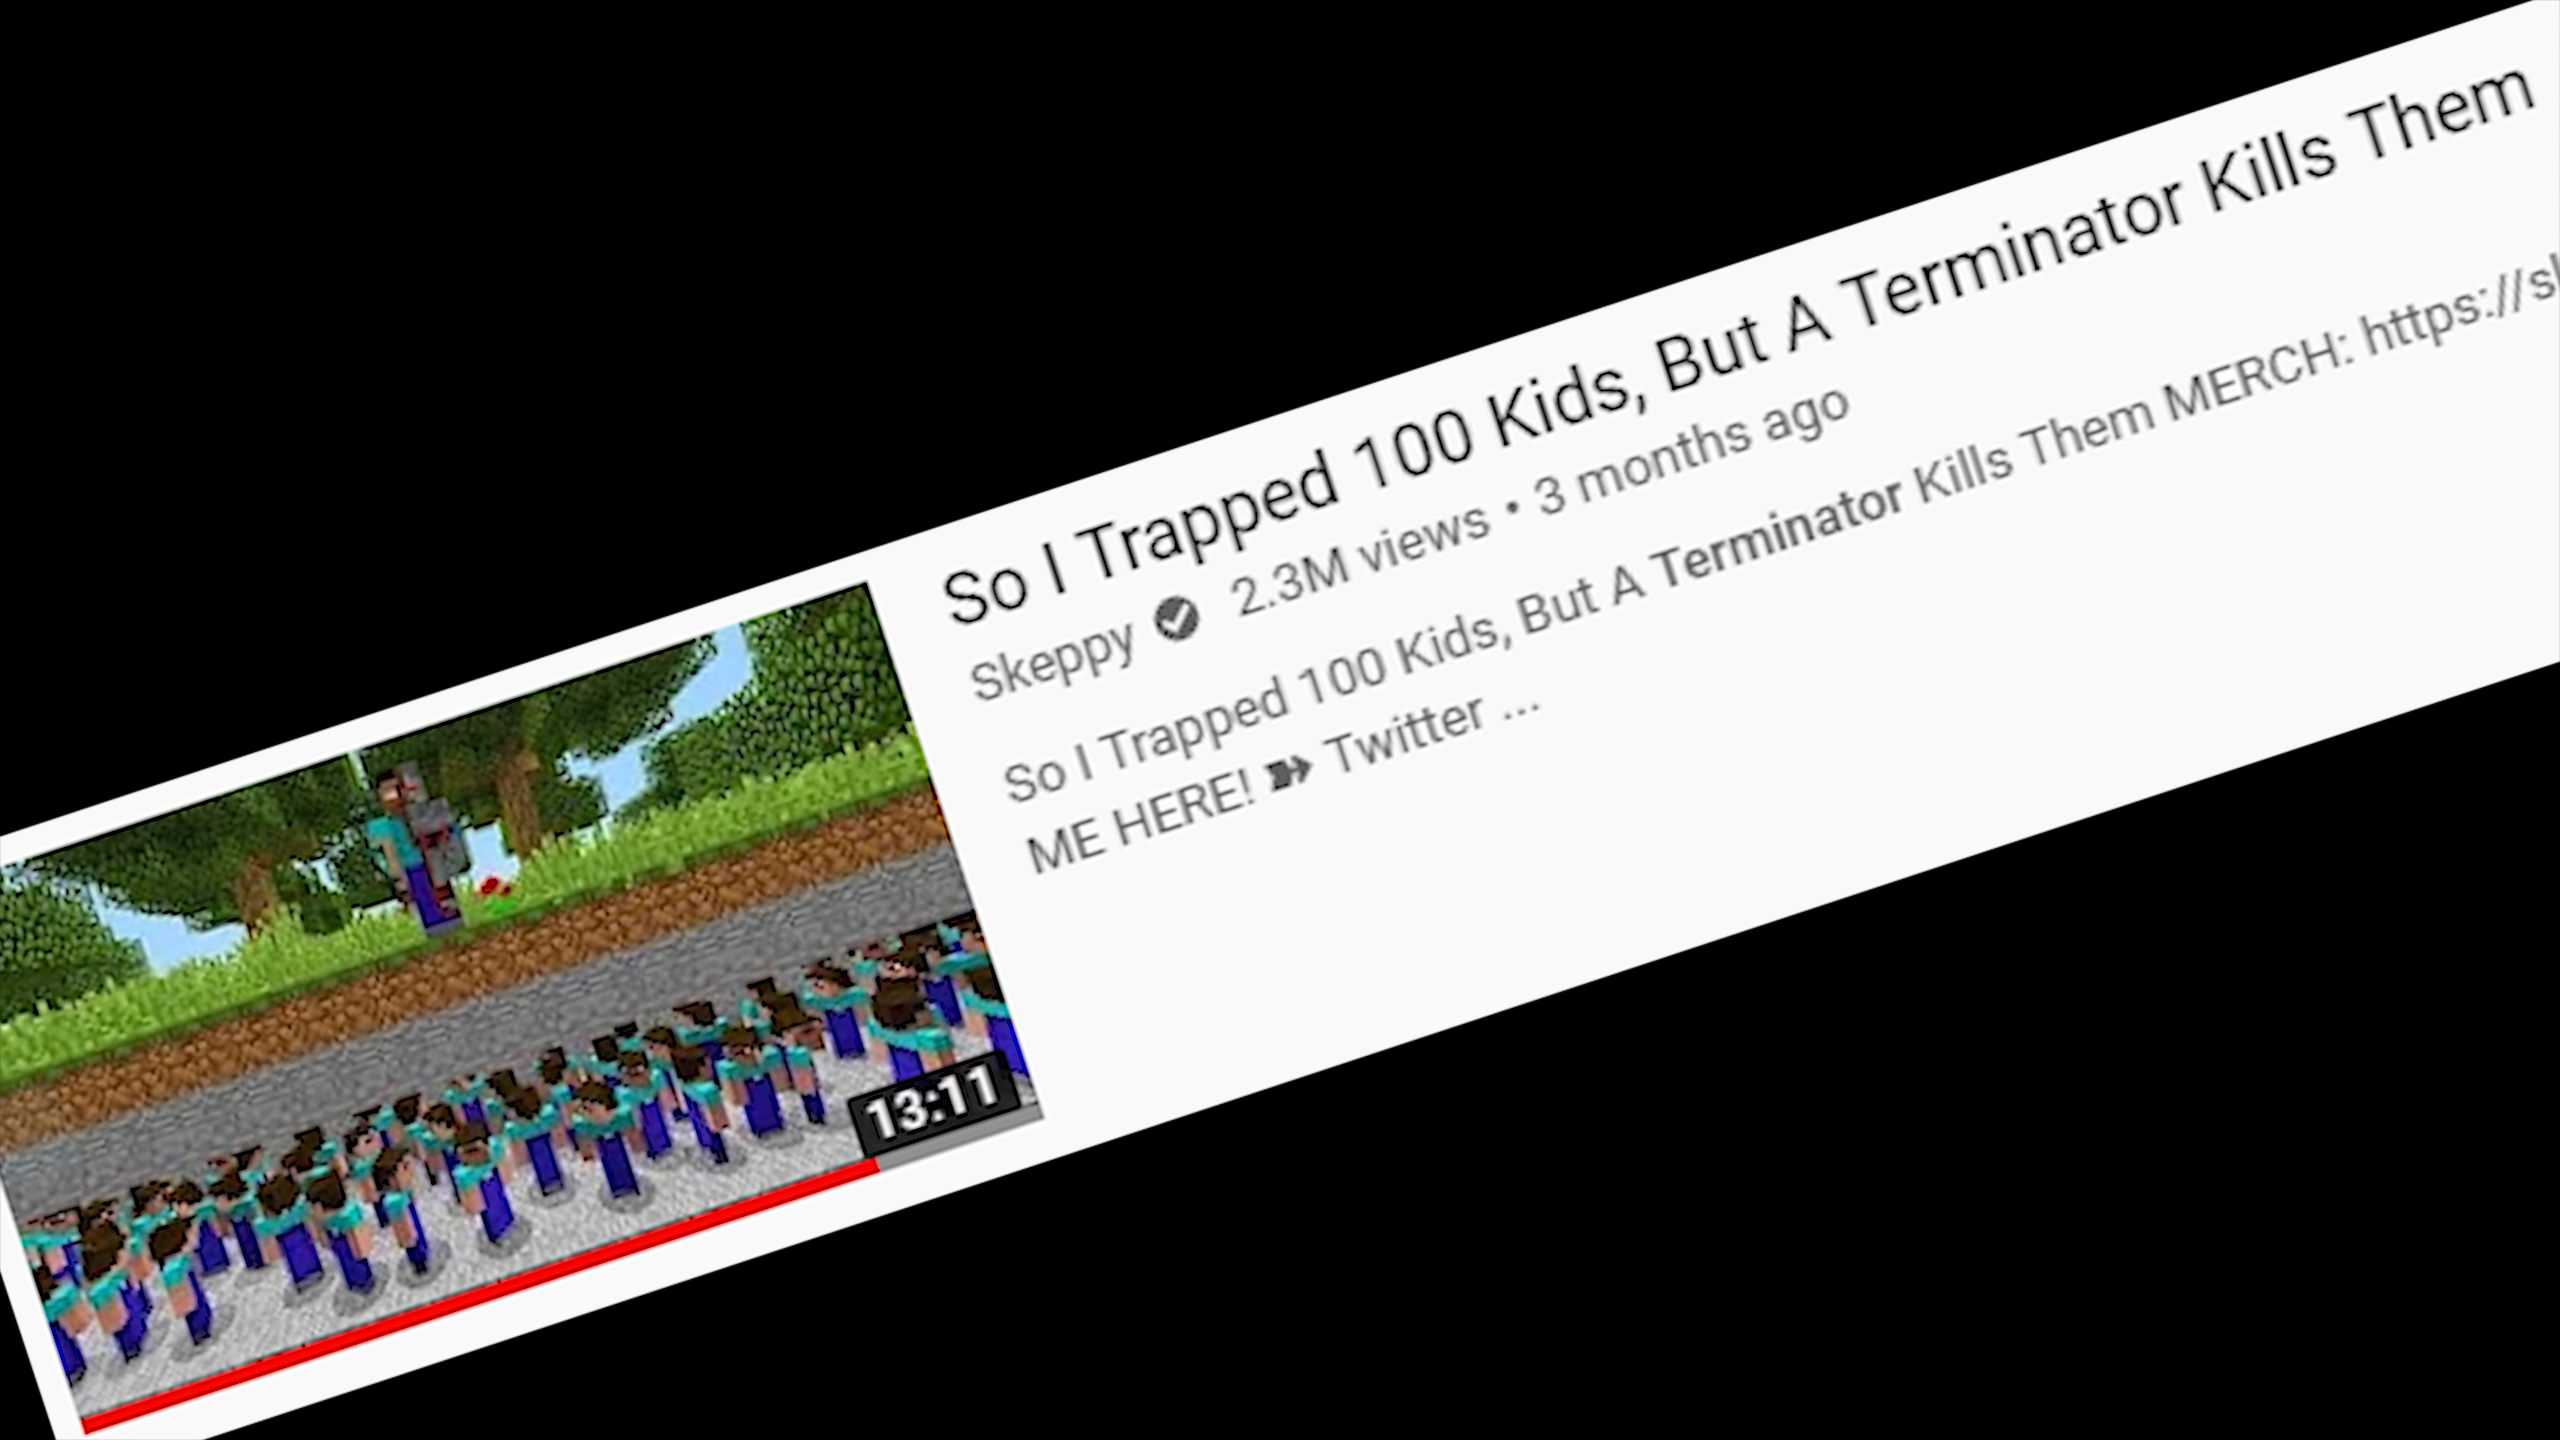 So I Trapped 100 Kids, But A Terminator Kills Them
Skeppy 2.3M views • 3 months ago
So I Trapped 100 Kids, But A Terminator Kills Them MERCH: https://sl
ME HERE! ➽ Twitter ...
13:11